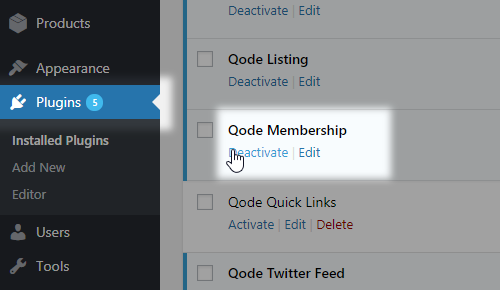 Products
Appearance
Plugins 5
Installed Plugins
Add New
Editor
Users
Tools
Deactivate | Edit
Qode Listing
Deactivate | Edit
Qode Membership
Deactivate | Edit
Qode Quick Links
Activate | Edit | Delete
Qode Twitter Feed